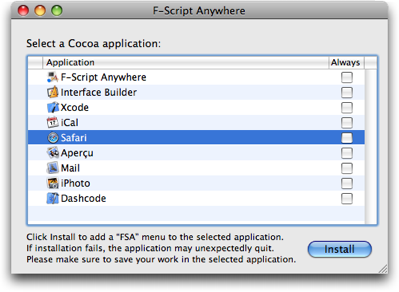 F-Script Anywhere
Select a Cocoa application:
Application Always
F-Script Anywhere
Interface Builder
Xcode
iCal
Safari
Aperçu
Mail
iPhoto
Dashcode
Click Install to add a "FSA" menu to the selected application.
If installation fails, the application may unexpectedly quit.
Please make sure to save your work in the selected application.
Install